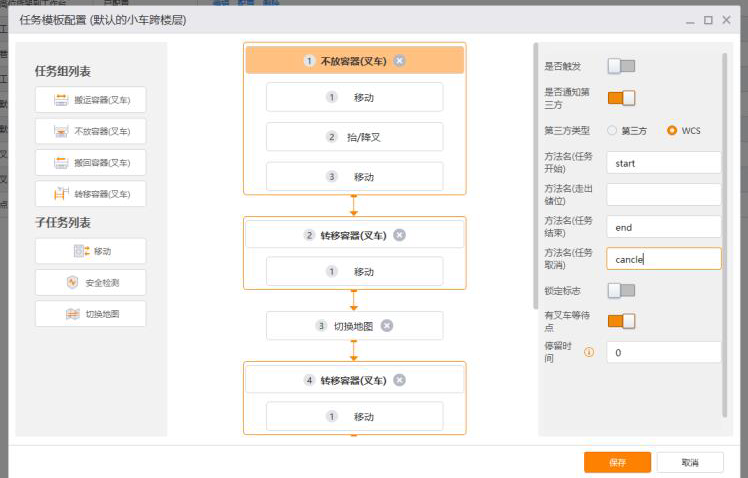 任务模板配置 (默认的小车跨楼层)
任务组列表
搬运容器(叉车)
不放容器(叉车)
搬回容器(叉车)
转移容器(叉车)
子任务列表
移动
安全检测
切换地图
1 不放容器(叉车)
1 移动
2 抬/降叉
3 移动
2 转移容器(叉车)
1 移动
3 切换地图
4 转移容器(叉车)
1 移动
是否触发
是否通知第
三方
第三方类型 第三方 WCS
方法名(任务
开始) start
方法名(走出
储位)
方法名(任务
结束) end
方法名(任务
取消) cancle
锁定标志
有叉车等待
点
停留时
间 0
保存 取消